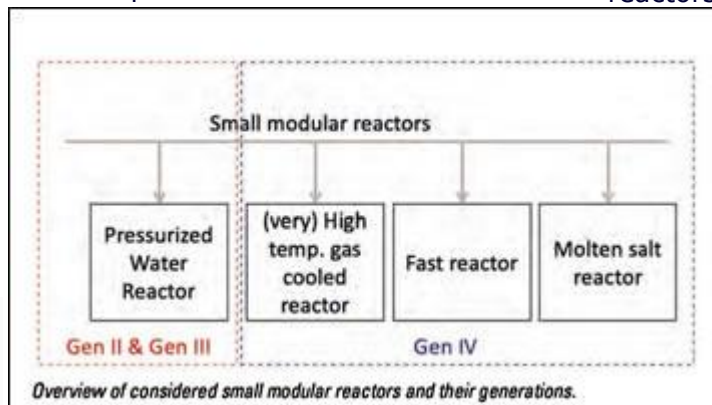 reactors
Small modular reactors
Pressurized
Water
Reactor
(very) High
temp. gas
cooled
reactor
Fast reactor
Molten salt
reactor
Gen II & Gen III
Gen IV
Overview of considered small modular reactors and their generations.